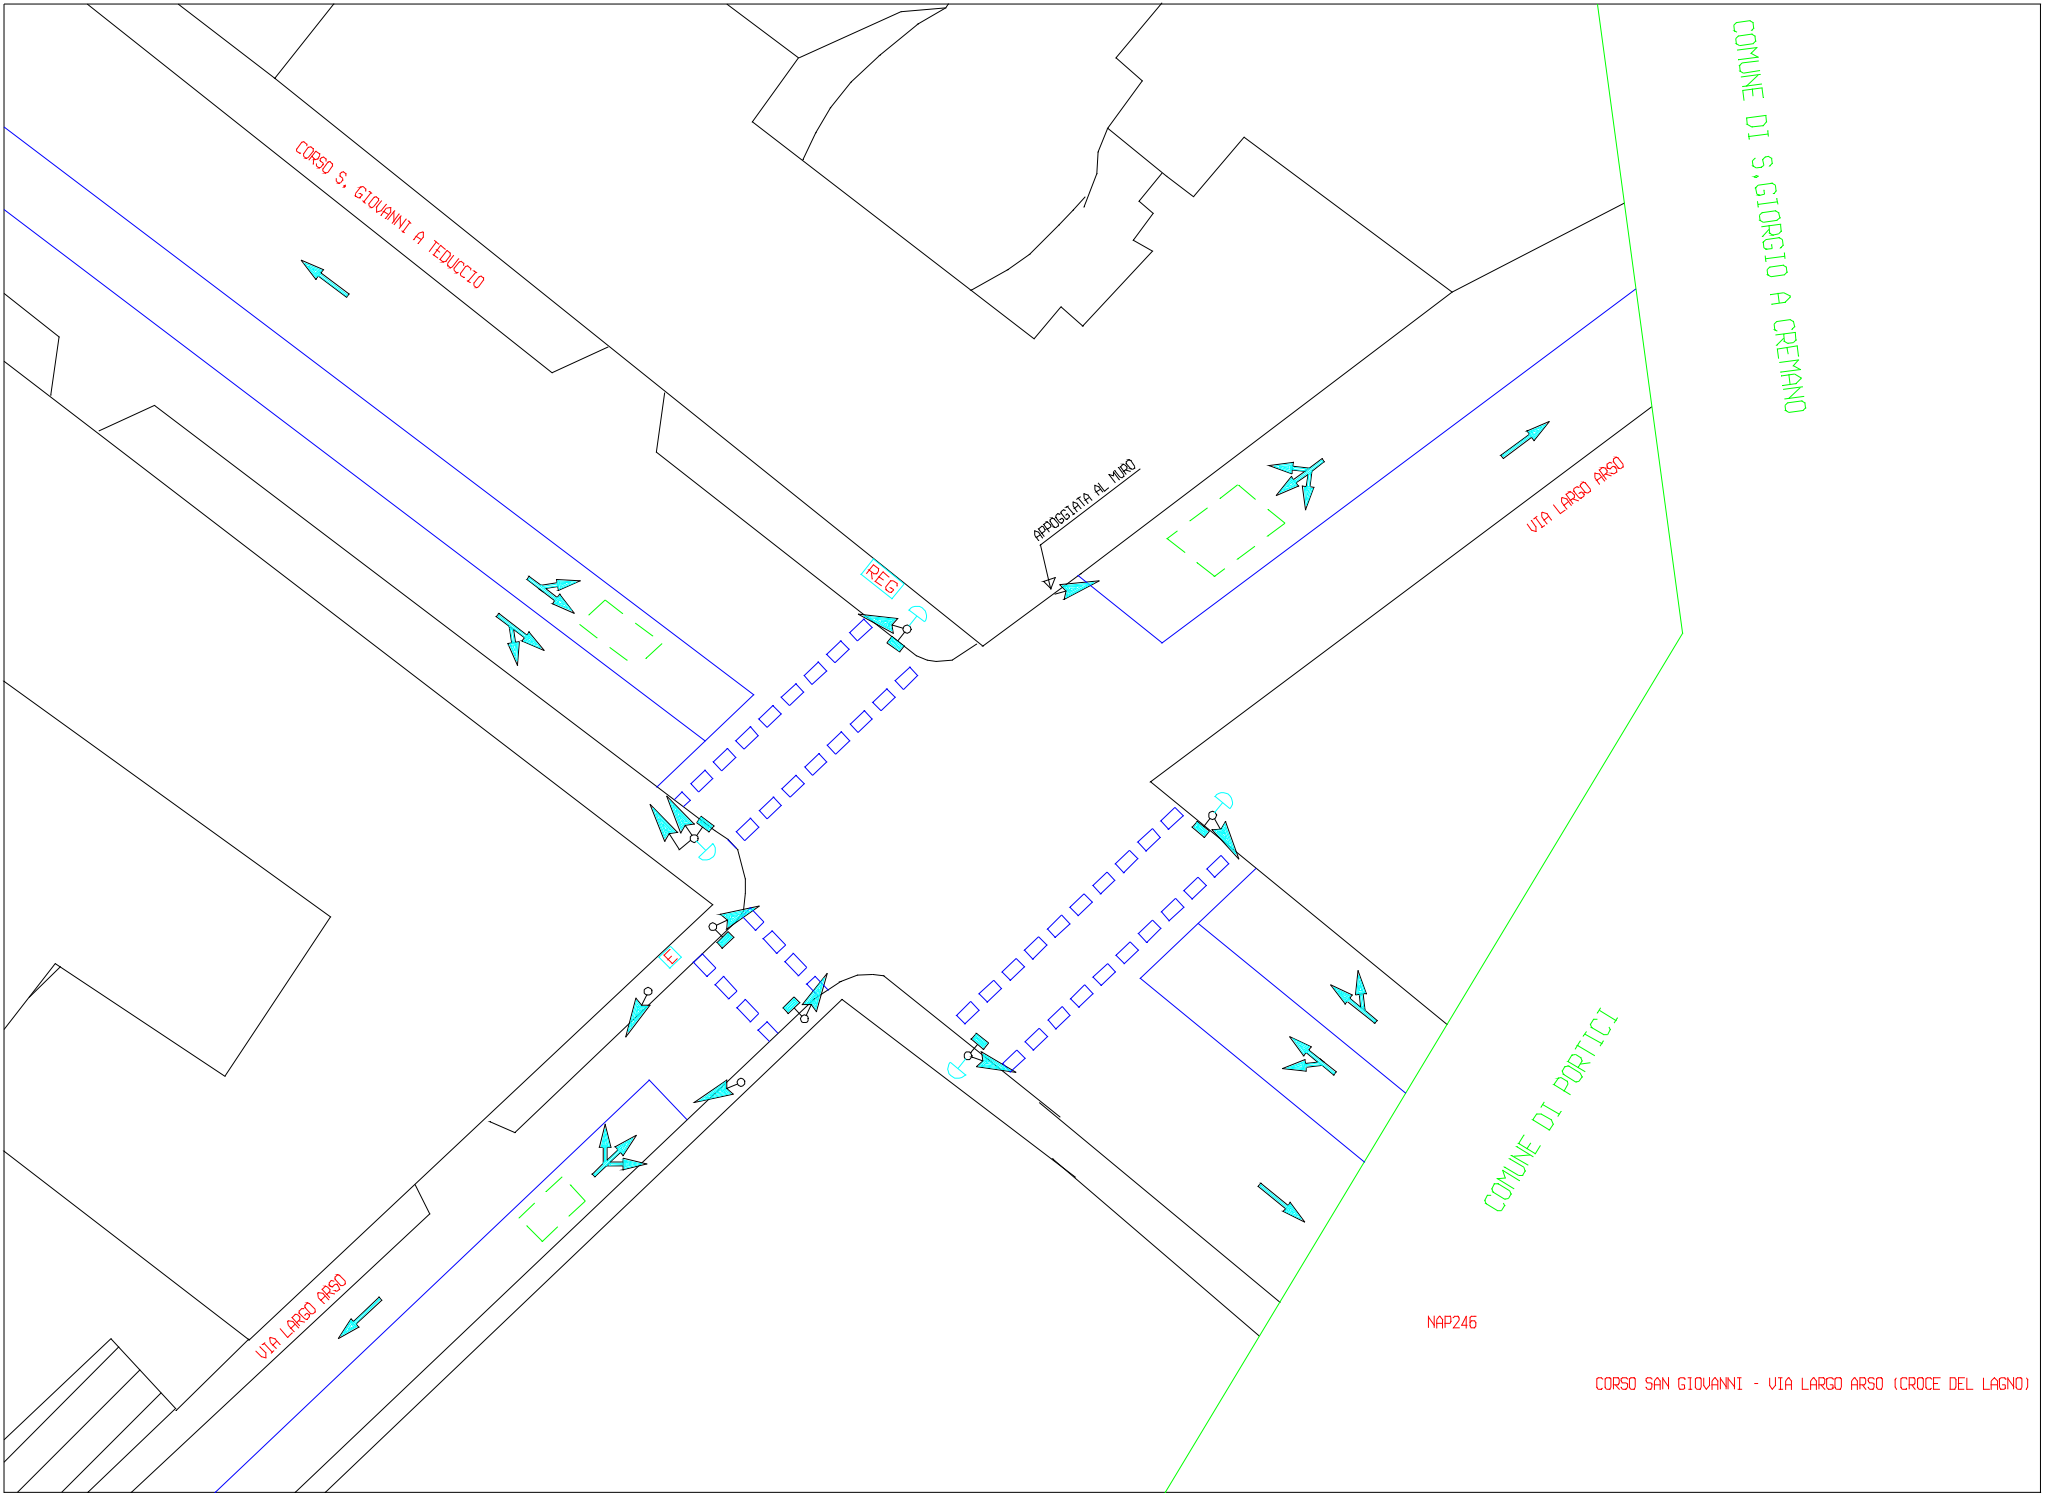 COMUNE DI S.GIORGIO A CREMANO
CORSO S. GIOVANNI A TEDUCCIO
APPOGGIATA AL MURO
VIA LARGO ARSO
REG
E
COMUNE DI PORTICI
VIA LARGO ARSO
NAP246
CORSO SAN GIOVANNI - VIA LARGO ARSO (CROCE DEL LAGNO)